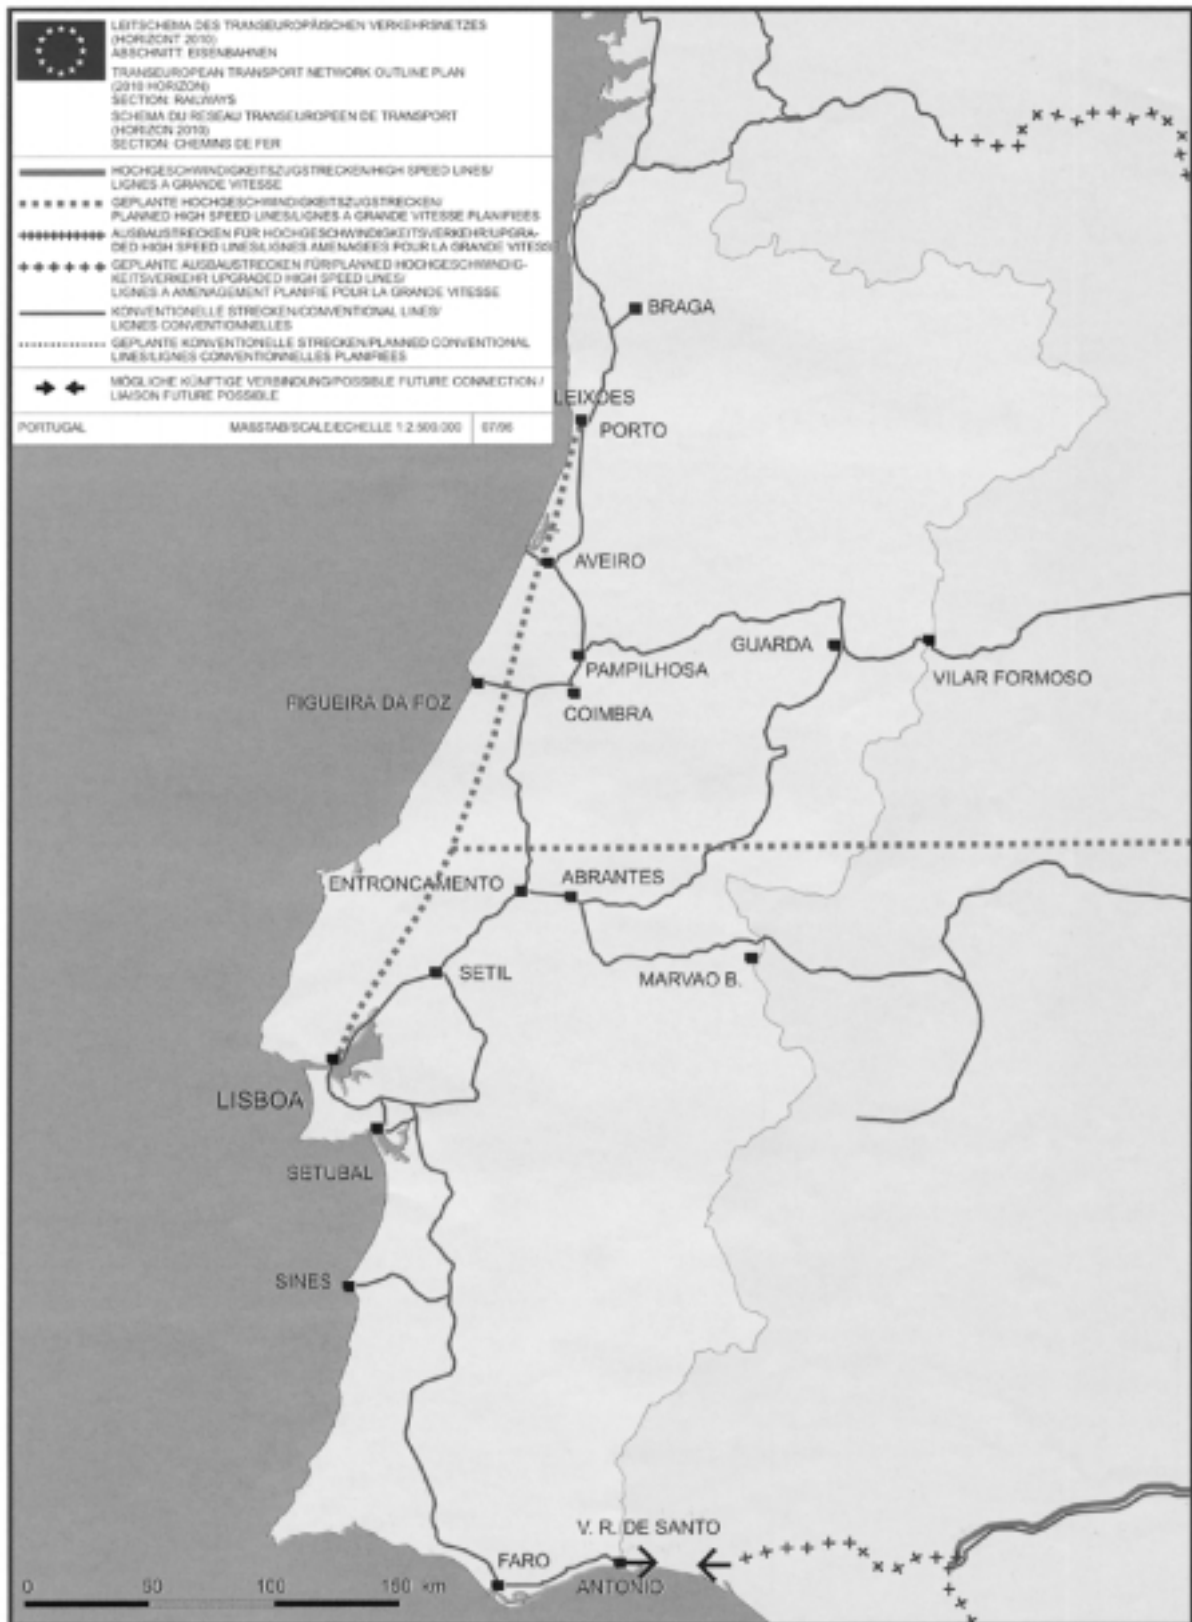 LEITSCHEMA DES TRANSEUROPÄISCHEN VERKEHRSNETZES
(HORIZONT 2010)
ABSCHNITT: EISENBAHNEN
TRANSEUROPEAN TRANSPORT NETWORK OUTLINE PLAN
(2010 HORIZON)
SECTION: RAILWAYS
SCHEMA DU RESEAU TRANSEUROPEEN DE TRANSPORT
(HORIZON 2010)
SECTION: CHEMINS DE FER
HOCHGESCHWINDIGKEITSZUGSTRECKEN/HIGH SPEED LINES/
LIGNES A GRANDE VITESSE
GEPLANTE HOCHGESCHWINDIGKEITSZUGSTRECKEN/
PLANNED HIGH SPEED LINES/LIGNES A GRANDE VITESSE PLANIFIEES
AUSBAUSTRECKEN FÜR HOCHGESCHWINDIGKEITSVERKEHR/UPGRA-
DED HIGH SPEED LINES/LIGNES AMENAGEES POUR LA GRANDE VITESSE
GEPLANTE AUSBAUSTRECKEN FÜR/PLANNED HOCHGESCHWINDIG-
KEITSVERKEHR UPGRADED HIGH SPEED LINES/
LIGNES A AMENAGEMENT PLANIFIE POUR LA GRANDE VITESSE
KONVENTIONELLE STRECKEN/CONVENTIONAL LINES/
LIGNES CONVENTIONNELLES
GEPLANTE KONVENTIONELLE STRECKEN/PLANNED CONVENTIONAL
LINES/LIGNES CONVENTIONNELLES PLANIFIEES
MÖGLICHE KÜNFTIGE VERBINDUNG/POSSIBLE FUTURE CONNECTION /
LIAISON FUTURE POSSIBLE
PORTUGAL MASSTAB/SCALE/ECHELLE 1:2.500.000 07/96
BRAGA
LEIXOES
PORTO
AVEIRO
GUARDA
PAMPILHOSA
VILAR FORMOSO
FIGUEIRA DA FOZ
COIMBRA
ENTRONCAMENTO
ABRANTES
SETIL
MARVAO B.
LISBOA
SETUBAL
SINES
V. R. DE SANTO
FARO
ANTONIO
0 50 100 150 km